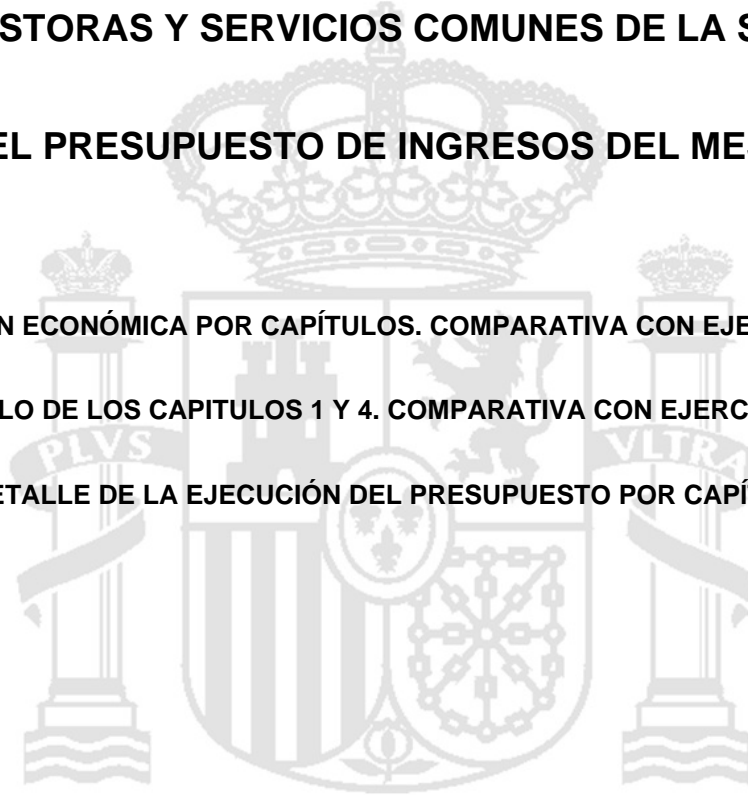 STORAS Y SERVICIOS COMUNES DE LA S
EL PRESUPUESTO DE INGRESOS DEL MES
N ECONÓMICA POR CAPÍTULOS. COMPARATIVA CON EJE
LO DE LOS CAPITULOS 1 Y 4. COMPARATIVA CON EJERC
PLVS
VLTRA
ETALLE DE LA EJECUCIÓN DEL PRESUPUESTO POR CAPÍ